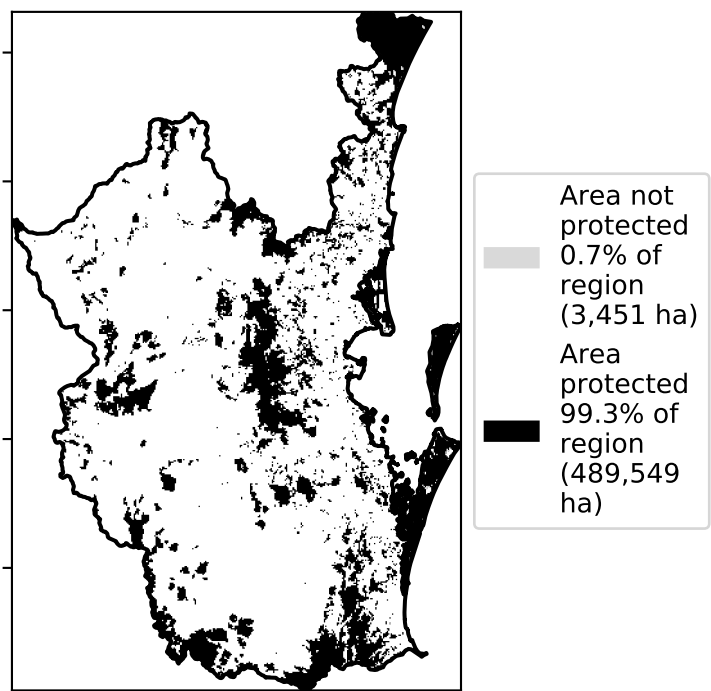 Area not
protected
0.7% of
region
(3,451 ha)
Area
protected
99.3% of
region
(489,549
ha)